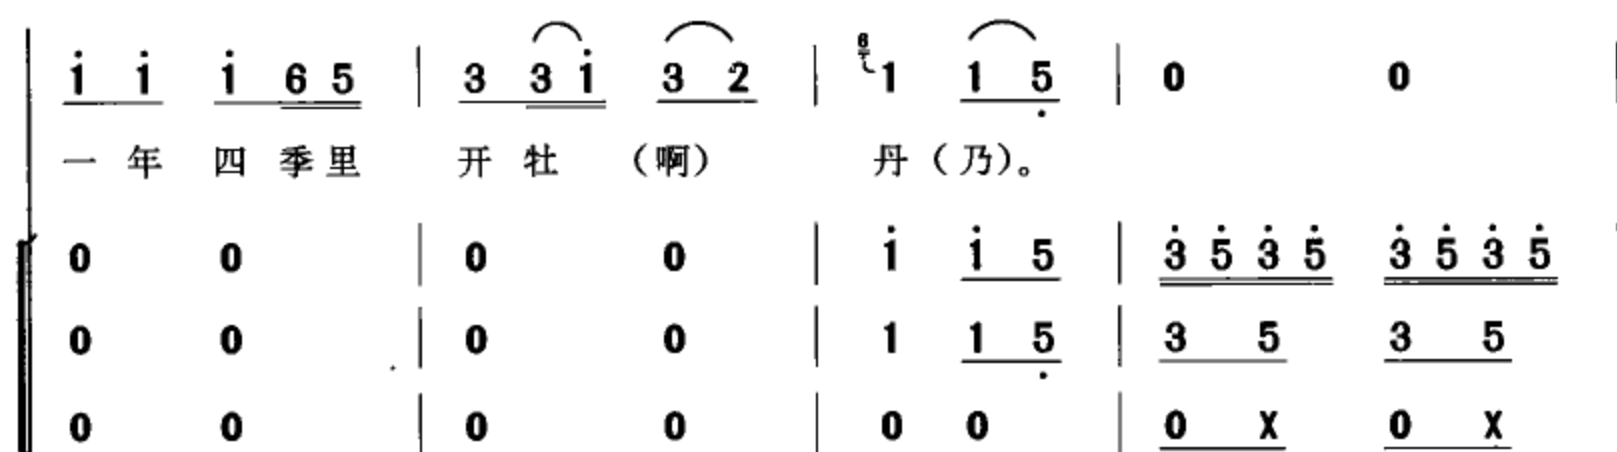 i̇ i̇ i̇ 6 5 | 3 3 i̇ 3 2 | 6 1 1 5̣ | 0 0 |
一 年 四 季 里 开 牡 （啊） 丹（乃）。
0 0 | 0 0 | i̇ i̇ 5 | 3̇ 5̇ 3̇ 5̇ 3̇ 5̇ 3̇ 5̇
0 0 | 0 0 | 1 1 5̣ | 3 5 3 5
0 0 | 0 0 | 0 0 | 0 X 0 X